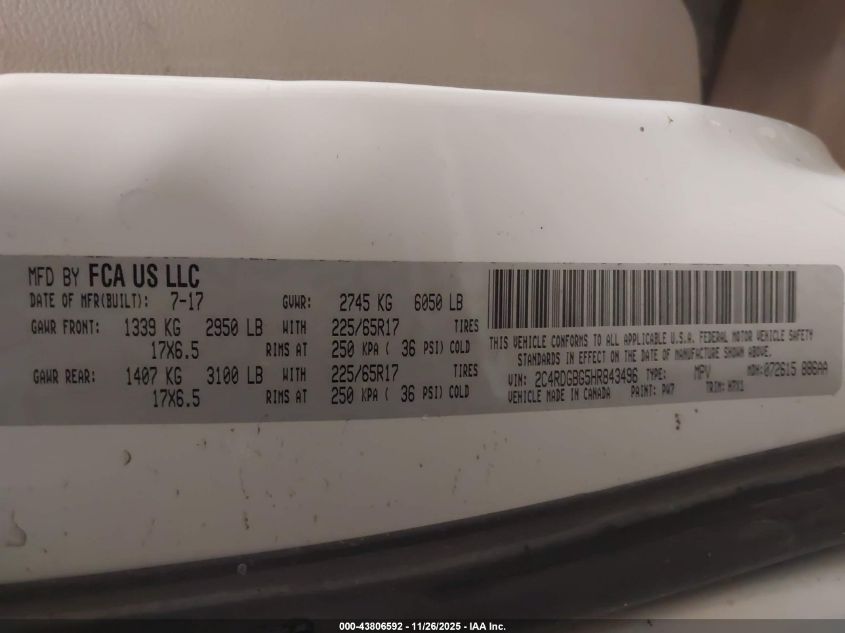 MFD BY FCA US LLC
DATE OF MFR(BUILT): 7-17 GVWR: 2745 KG 6050 LB
GAWR FRONT: 1339 KG 2950 LB WITH 225/65R17 TIRES
17X6.5 RIMS AT 250 KPA ( 36 PSI) COLD
GAWR REAR: 1407 KG 3100 LB WITH 225/65R17 TIRES
17X6.5 RIMS AT 250 KPA ( 36 PSI) COLD
THIS VEHICLE CONFORMS TO ALL APPLICABLE U.S.A. FEDERAL MOTOR VEHICLE SAFETY
STANDARDS IN EFFECT ON THE DATE OF MANUFACTURE SHOWN ABOVE.
VIN: 2C4RDGBG5HR843496 TYPE: MPV MDH: 072615 886AA
VEHICLE MADE IN CANADA PAINT: PW7 TRIM:
000-43806592 - 11/26/2025 - IAA Inc.